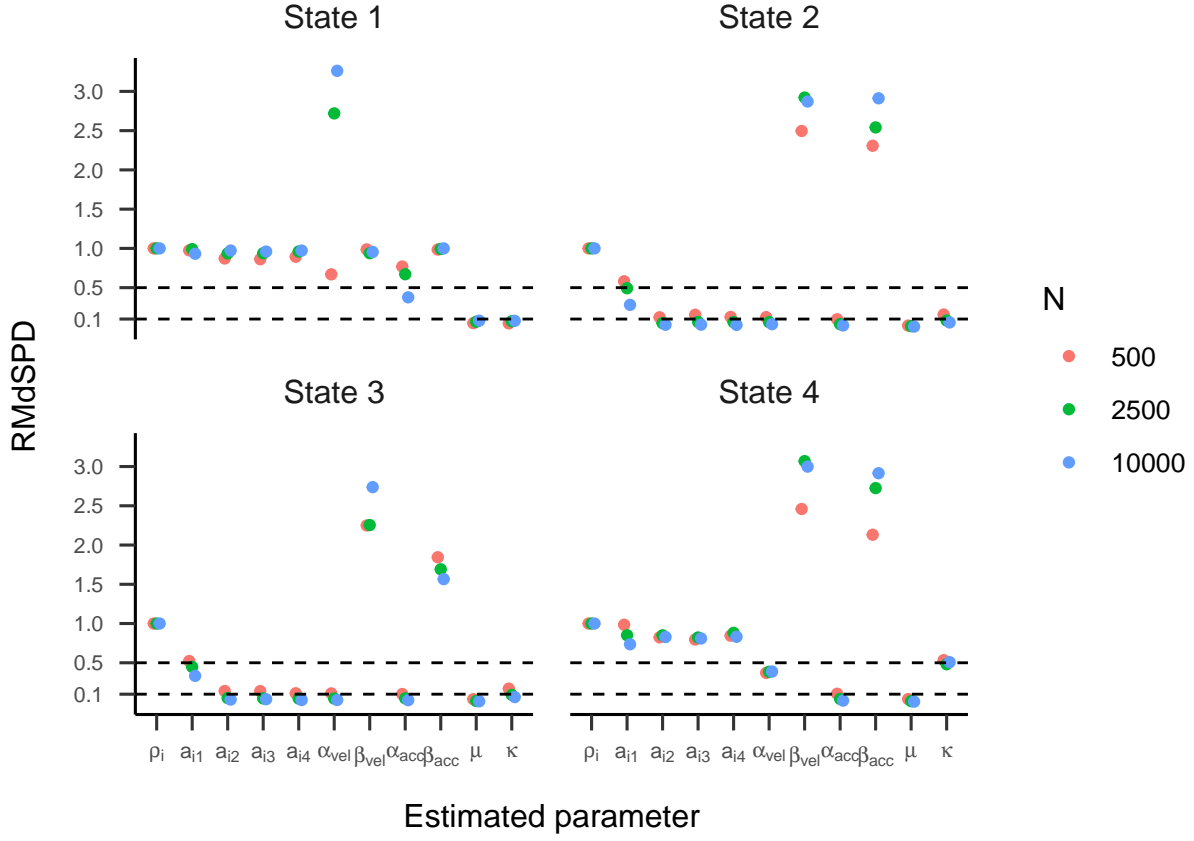 State 1
State 2
3.0
2.5
2.0
1.5
1.0
0.5
0.1
State 3
State 4
3.0
2.5
2.0
1.5
1.0
0.5
0.1
RMdSPD
ρi ai1 ai2 ai3 ai4 αvel βvel αacc βacc μ κ
ρi ai1 ai2 ai3 ai4 αvel βvel αacc βacc μ κ
Estimated parameter
N
500
2500
10000